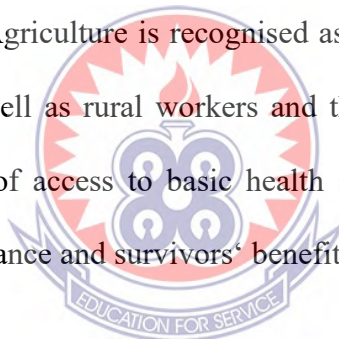 Agriculture is recognised as
ell as rural workers and th
of access to basic health
ance and survivors‘ benefit
EDUCATION FOR SERVICE